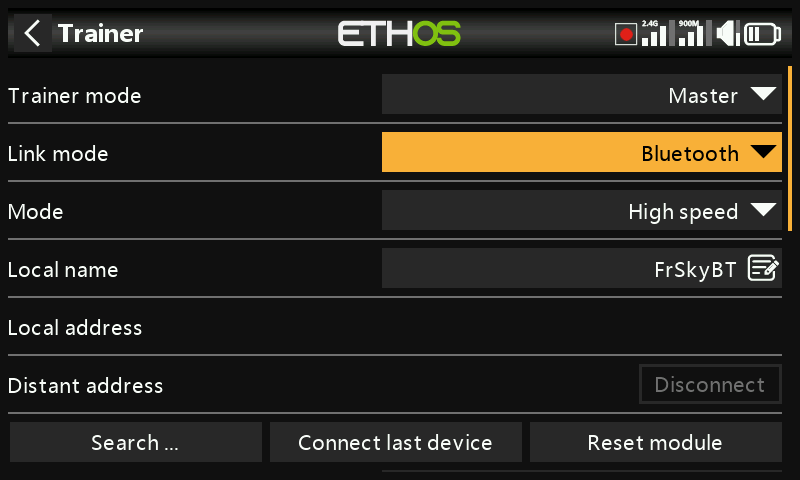 Trainer
ETHOS
2.4G
900M
Trainer mode
Master
Link mode
Bluetooth
Mode
High speed
Local name
FrSkyBT
Local address
Distant address
Disconnect
Search ...
Connect last device
Reset module